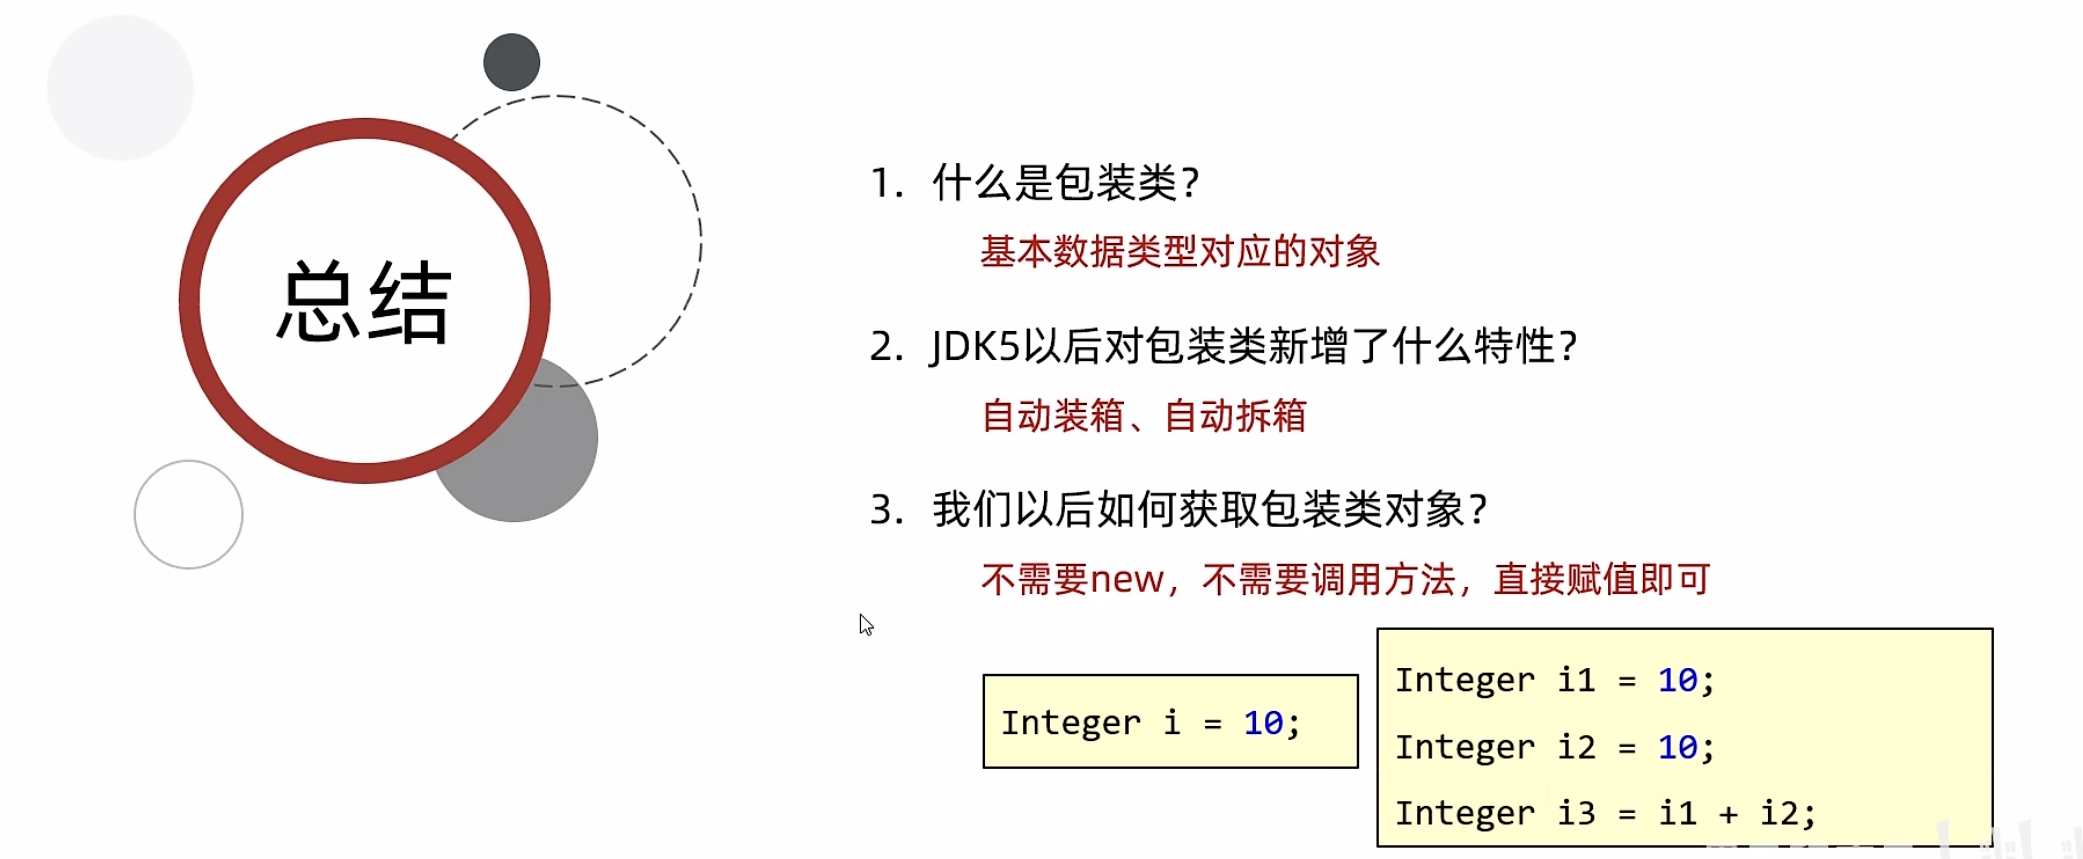 总结
1. 什么是包装类？
基本数据类型对应的对象
2. JDK5以后对包装类新增了什么特性？
自动装箱、自动拆箱
3. 我们以后如何获取包装类对象？
不需要new，不需要调用方法，直接赋值即可
Integer i = 10;
Integer i1 = 10;
Integer i2 = 10;
Integer i3 = i1 + i2;